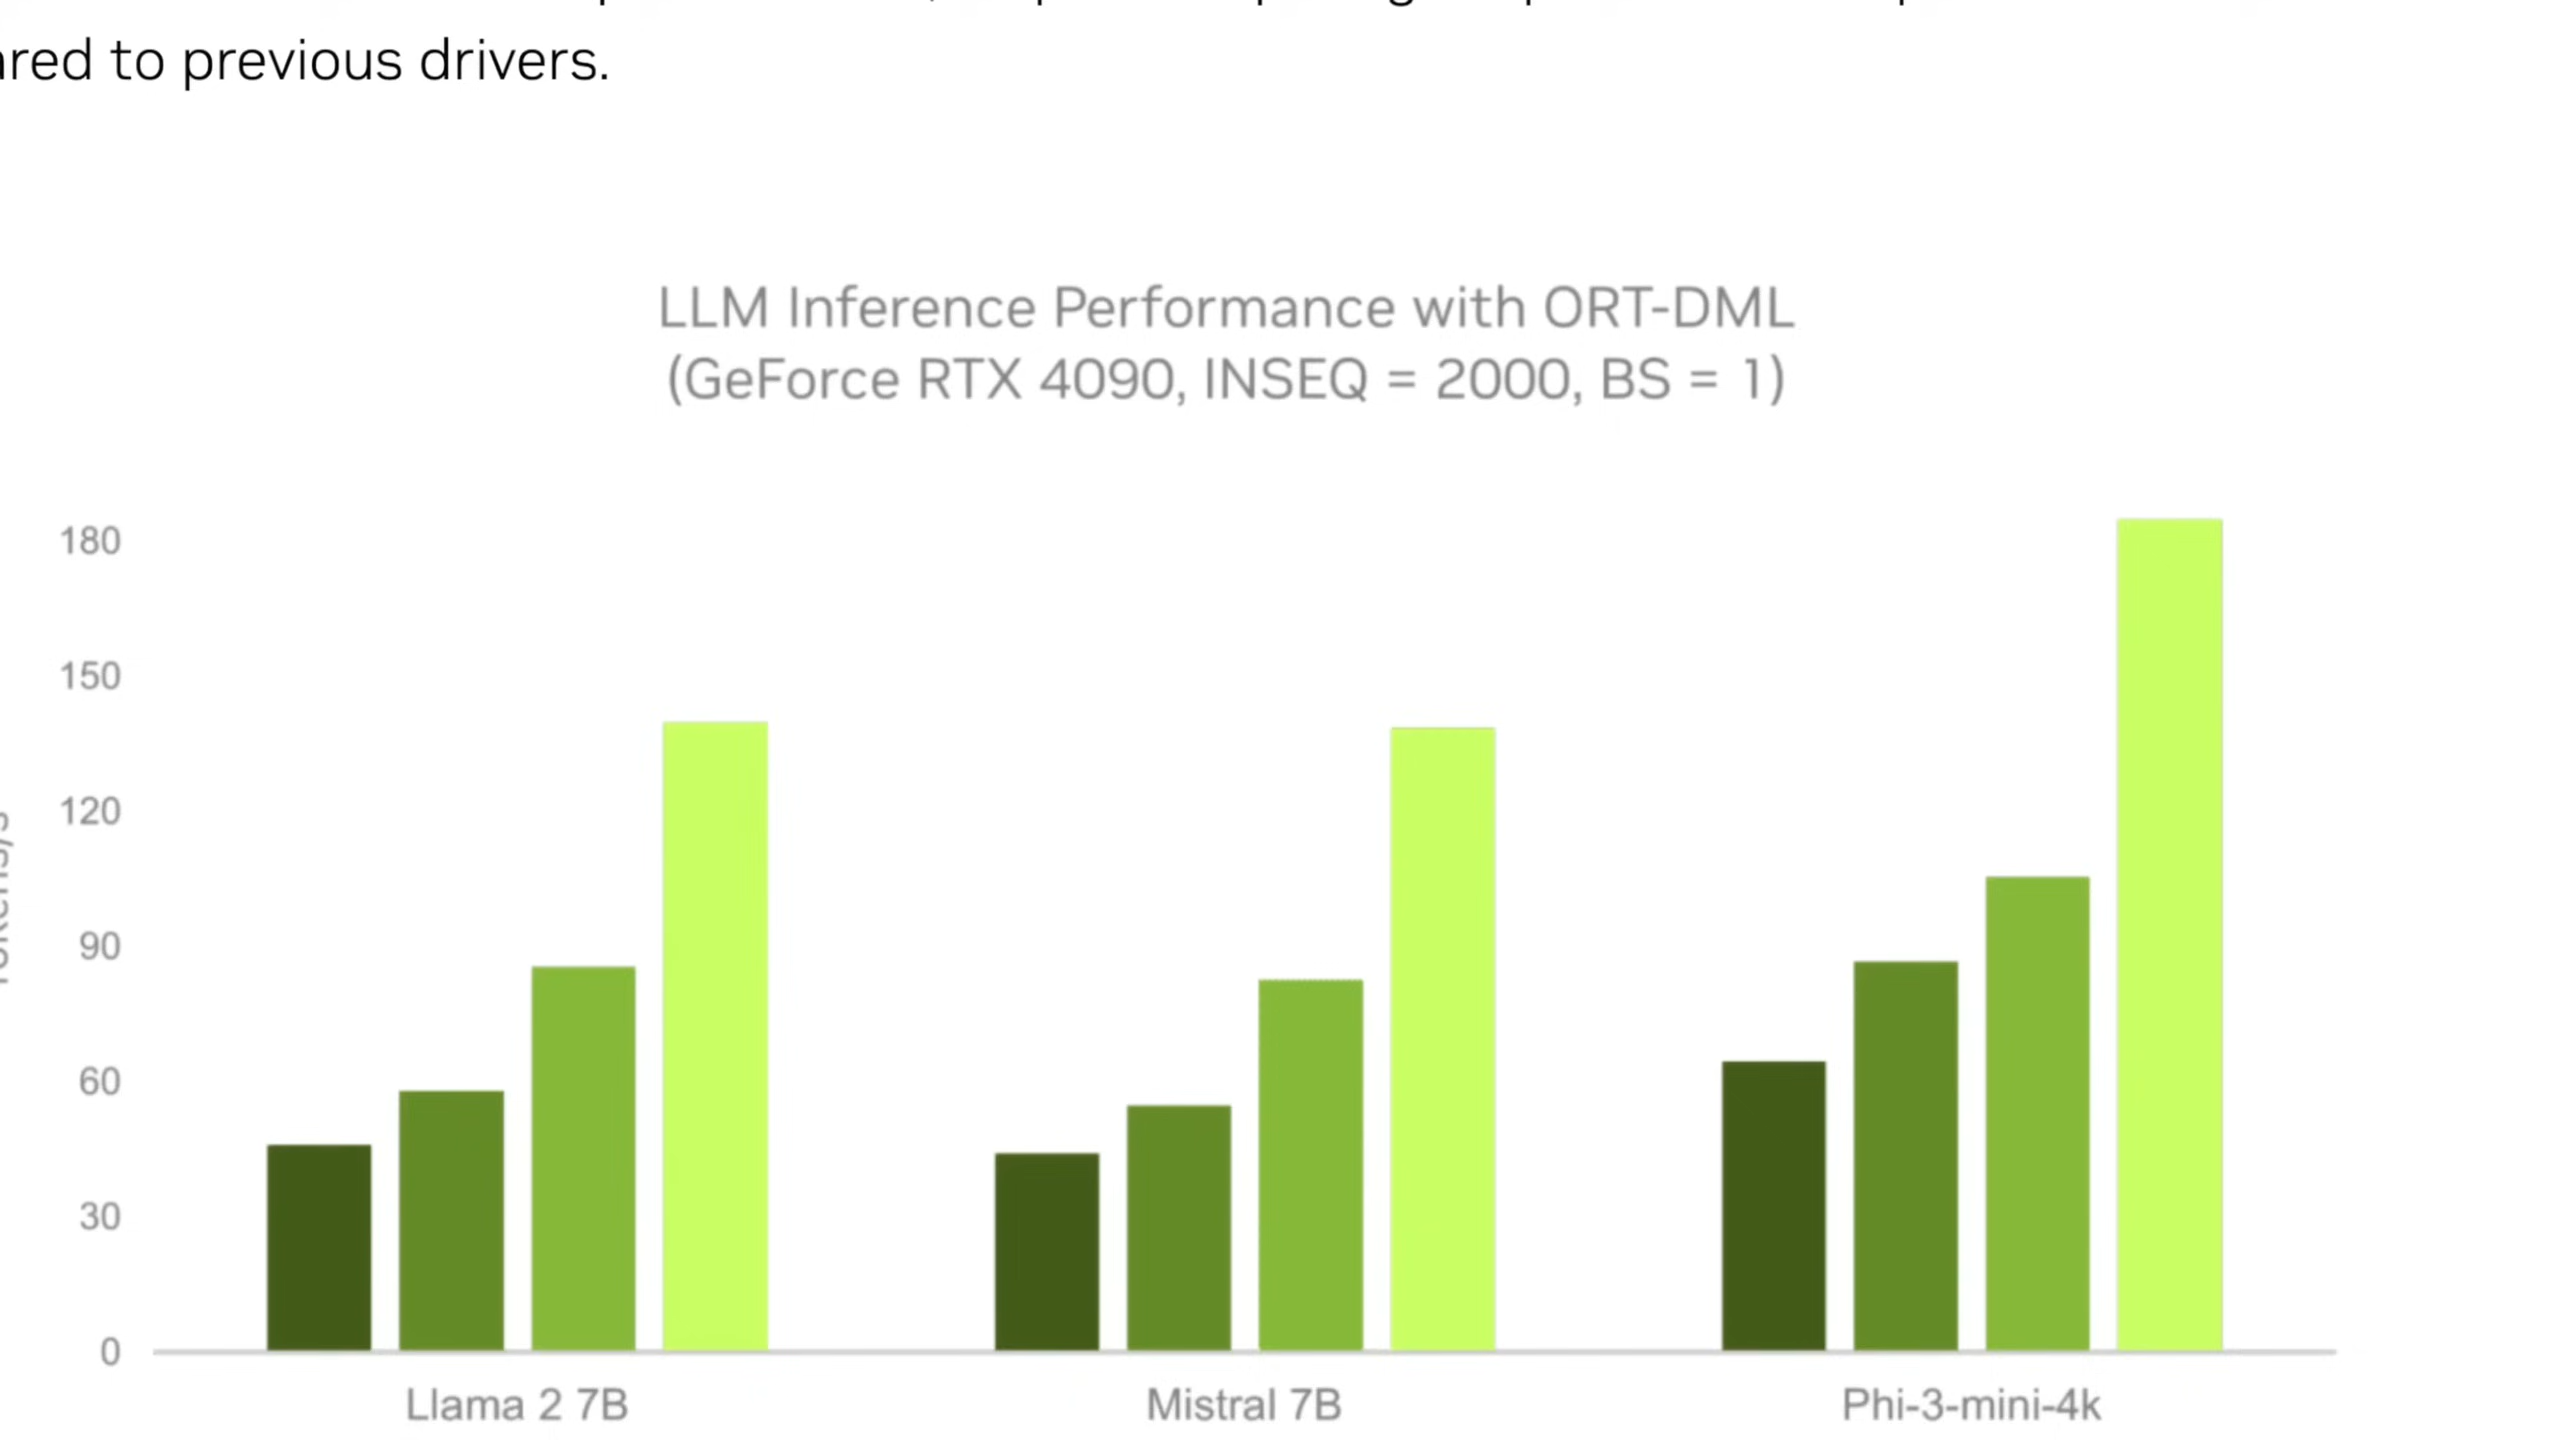 to previous drivers.
LLM Inference Performance with ORT-DML
(GeForce RTX 4090, INSEQ = 2000, BS = 1)
180
150
120
90
60
30
0
Llama 2 7B
Mistral 7B
Phi-3-mini-4k